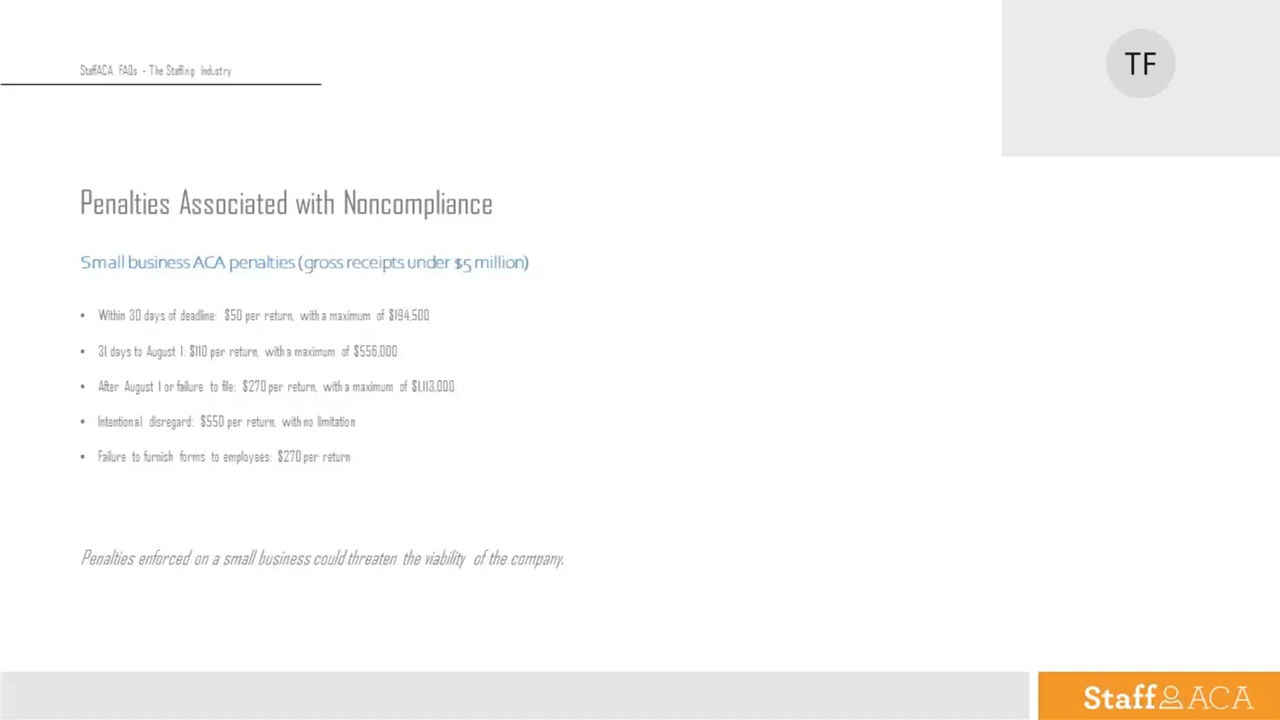 StaffACA FAQs - The Staffing Industry
TF
Penalties Associated with Noncompliance
Small business ACA penalties (gross receipts under $5 million)
• Within 30 days of deadline: $50 per return, with a maximum of $194,500
• 31 days to August 1: $110 per return, with a maximum of $556,000
• After August 1 or failure to file: $270 per return, with a maximum of $1,113,000
• Intentional disregard: $550 per return, with no limitation
• Failure to furnish forms to employees: $270 per return
Penalties enforced on a small business could threaten the viability of the company.
Staff ACA